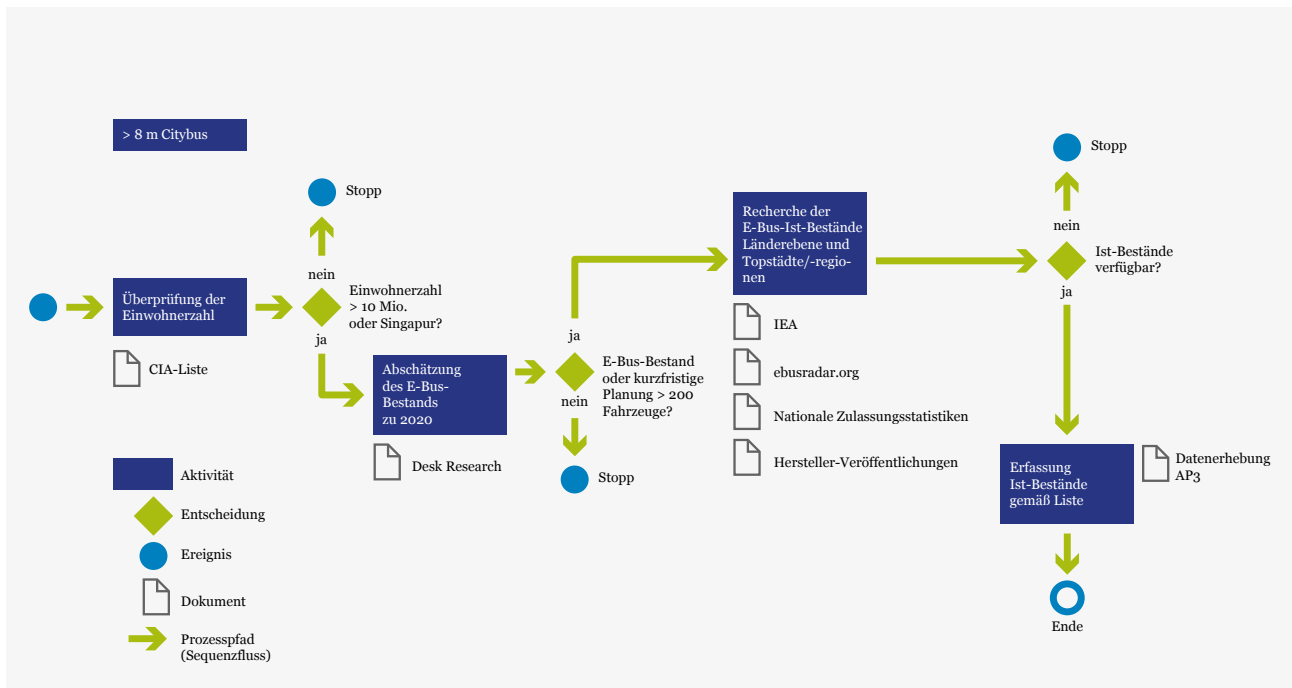 > 8 m Citybus
Überprüfung der
Einwohnerzahl
CIA-Liste
Stopp
nein
Einwohnerzahl
> 10 Mio.
oder Singapur?
ja
Abschätzung
des E-Bus-
Bestands
zu 2020
Desk Research
ja
E-Bus-Bestand
oder kurzfristige
Planung > 200
Fahrzeuge?
nein
Stopp
Recherche der
E-Bus-Ist-Bestände
Länderebene und
Topstädte/-regio-
nen
IEA
ebusradar.org
Nationale Zulassungsstatistiken
Hersteller-Veröffentlichungen
Stopp
nein
Ist-Bestände
verfügbar?
ja
Erfassung
Ist-Bestände
gemäß Liste
Datenerhebung
AP3
Ende
Aktivität
Entscheidung
Ereignis
Dokument
Prozesspfad
(Sequenzfluss)